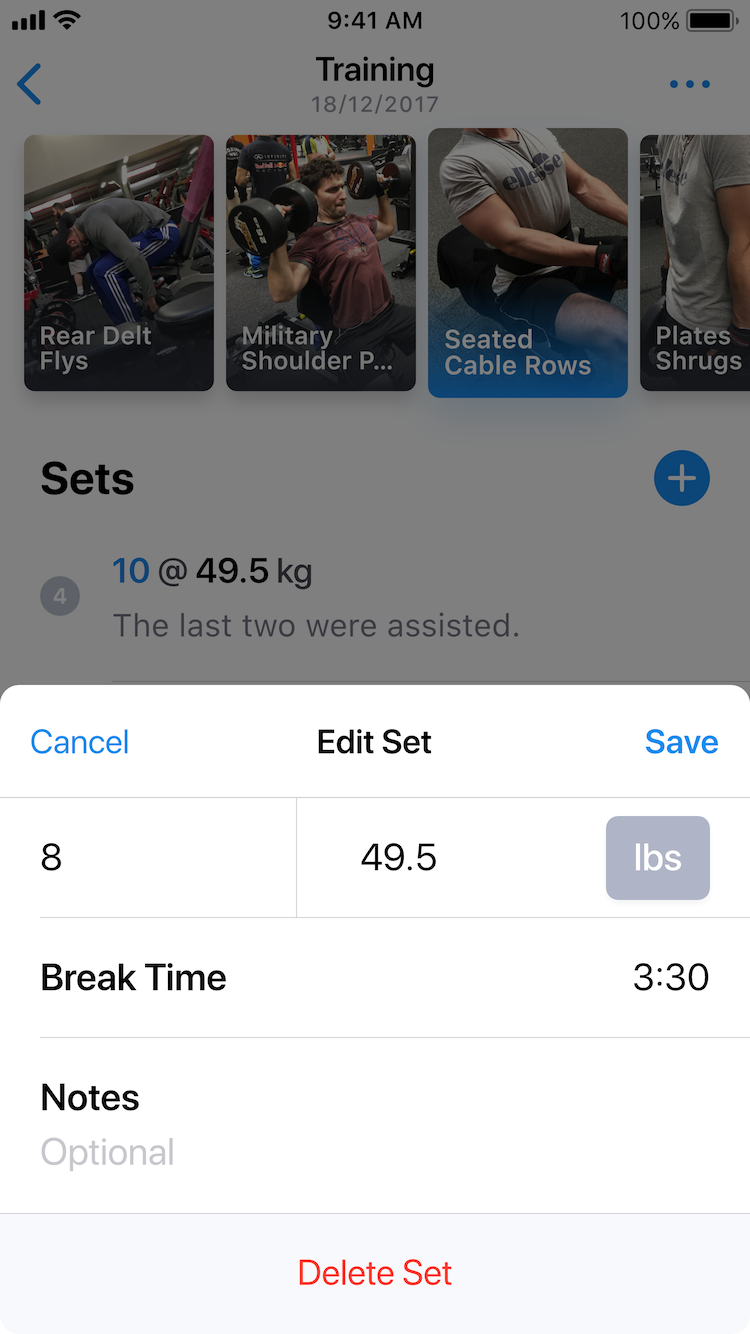 9:41 AM
100%
Training
18/12/2017
ellesse
Rear Delt
Flys
Military
Shoulder P...
Seated
Cable Rows
Plates
Shrugs
Sets
4
10 @ 49.5 kg
The last two were assisted.
Cancel
Edit Set
Save
8
49.5
lbs
Break Time
3:30
Notes
Optional
Delete Set